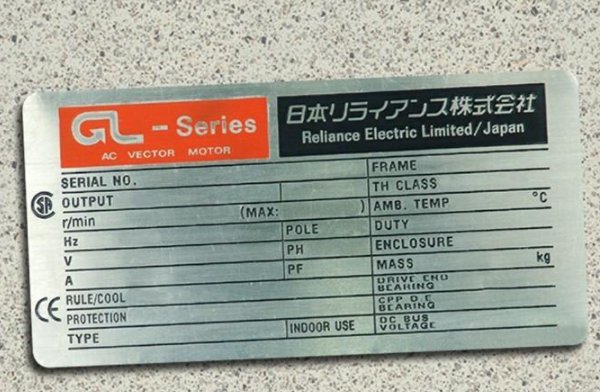 GL-Series
AC VECTOR MOTOR
日本リライアンス株式会社
Reliance Electric Limited/Japan
SERIAL NO.
FRAME
OUTPUT
TH CLASS
r/min (MAX: )
AMB. TEMP °C
Hz
POLE
DUTY
V
PH
ENCLOSURE
A
PF
MASS kg
DRIVE END
BEARING
RULE/COOL
OPP D.E
BEARING
PROTECTION
INDOOR USE
DC BUS
VOLTAGE
TYPE
SA
CE